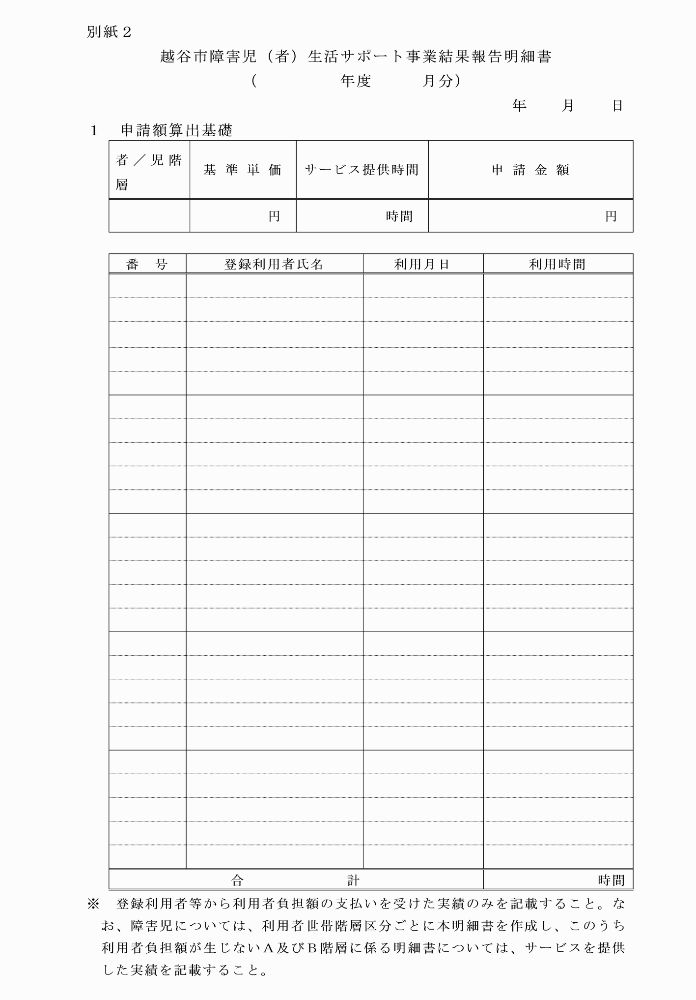 別紙２
越谷市障害児（者）生活サポート事業結果報告明細書
（　　　　　年度　　　月分）
年　　月　　日
１　申請額算出基礎
者／児階層　基準単価　サービス提供時間　申請金額
円　時間　円
番　号　登録利用者氏名　利用月日　利用時間
合　　　　計　時間
※　登録利用者等から利用者負担額の支払いを受けた実績のみを記載すること。な
お、障害児については、利用者世帯階層区分ごとに本明細書を作成し、このうち
利用者負担額が生じないＡ及びＢ階層に係る明細書については、サービスを提供
した実績を記載すること。